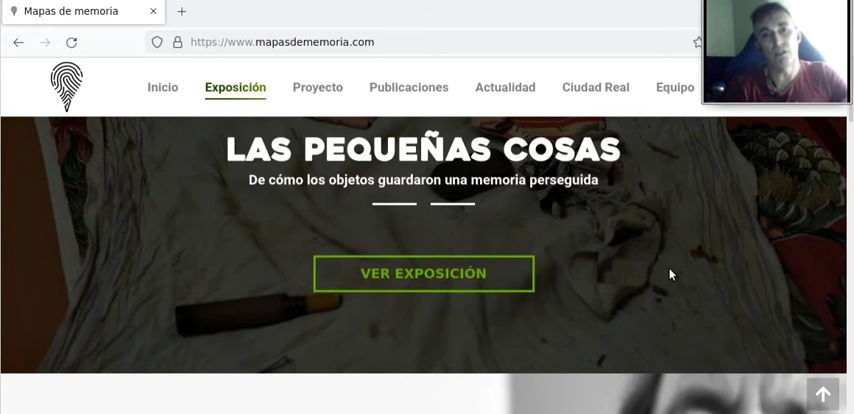 Mapas de memoria
https://www.mapasdememoria.com
Inicio Exposición Proyecto Publicaciones Actualidad Ciudad Real Equipo
LAS PEQUEÑAS COSAS
De cómo los objetos guardaron una memoria perseguida
VER EXPOSICIÓN